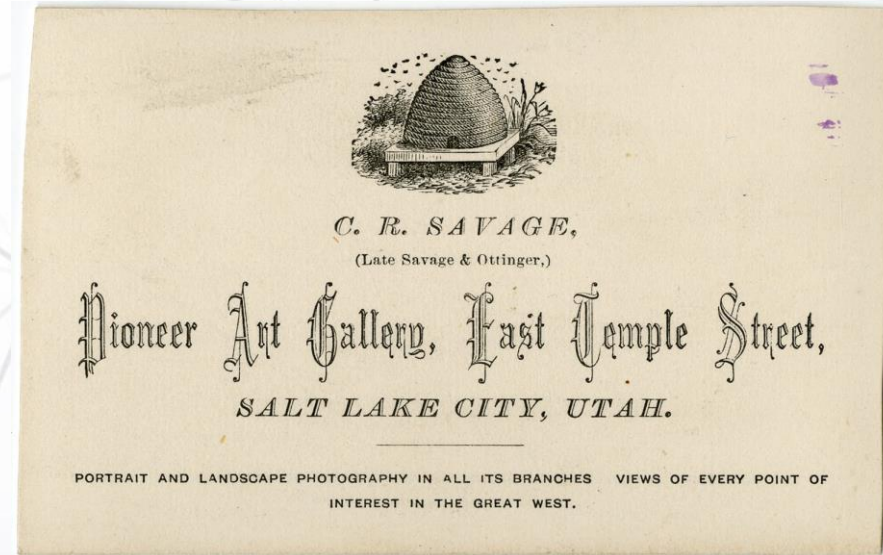 C. R. SAVAGE,
(Late Savage & Ottinger,)
Pioneer Art Gallery, East Temple Street,
SALT LAKE CITY, UTAH.
PORTRAIT AND LANDSCAPE PHOTOGRAPHY IN ALL ITS BRANCHES VIEWS OF EVERY POINT OF
INTEREST IN THE GREAT WEST.